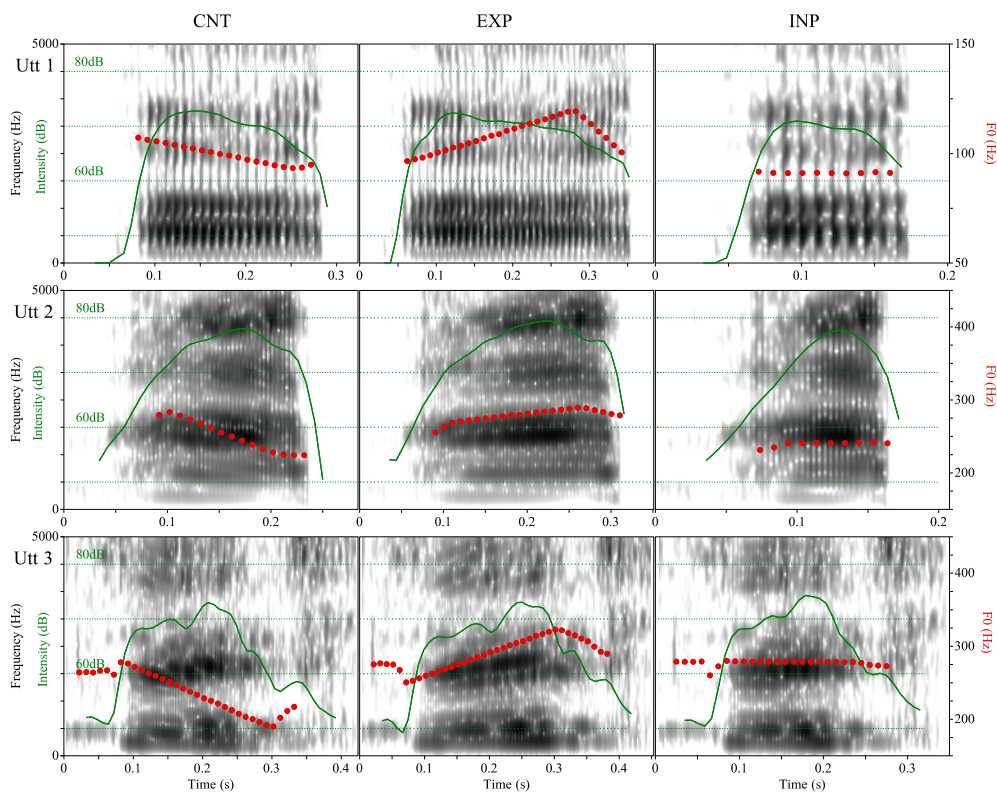 CNT EXP INP
Utt 1
5000
80dB
60dB
0
Frequency (Hz)
Intensity (dB)
150
100
50
F0 (Hz)
0.1 0.2 0.3
0 0.1 0.2 0.3
0 0.1 0.2
Utt 2
5000
80dB
60dB
0
Frequency (Hz)
Intensity (dB)
400
350
300
250
200
F0 (Hz)
0 0.1 0.2
0 0.1 0.2 0.3
0 0.1 0.2
Utt 3
5000
80dB
60dB
0
Frequency (Hz)
Intensity (dB)
400
300
200
F0 (Hz)
0 0.1 0.2 0.3 0.4
0 0.1 0.2 0.3 0.4
0 0.1 0.2 0.3
Time (s) Time (s) Time (s)